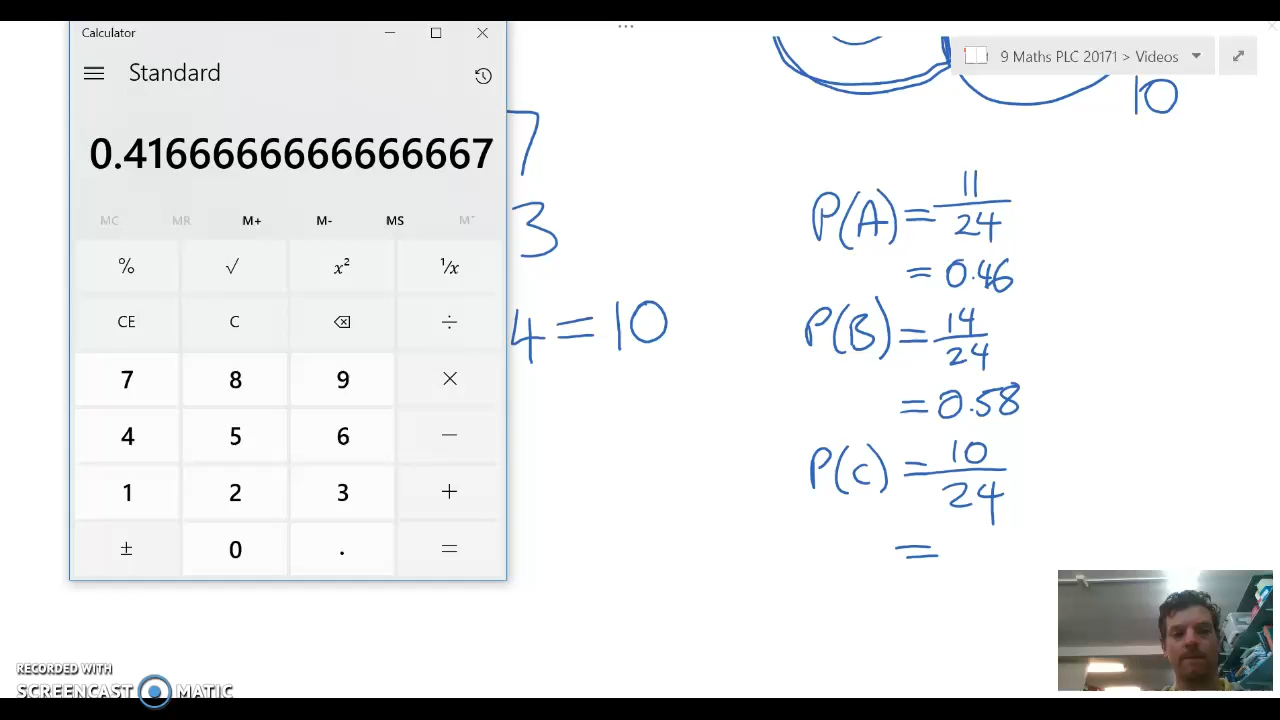 Calculator
Standard
0.4166666666666667
MC MR M+ M- MS M˅
% √ x² ¹/x
CE C ⌫ ÷
7 8 9 ×
4 5 6 −
1 2 3 +
± 0 . =
7
3
4 = 10
9 Maths PLC 20171 > Videos
10
P(A) = 11/24
= 0.46
P(B) = 14/24
= 0.58
P(C) = 10/24
=
RECORDED WITH
SCREENCAST MATIC